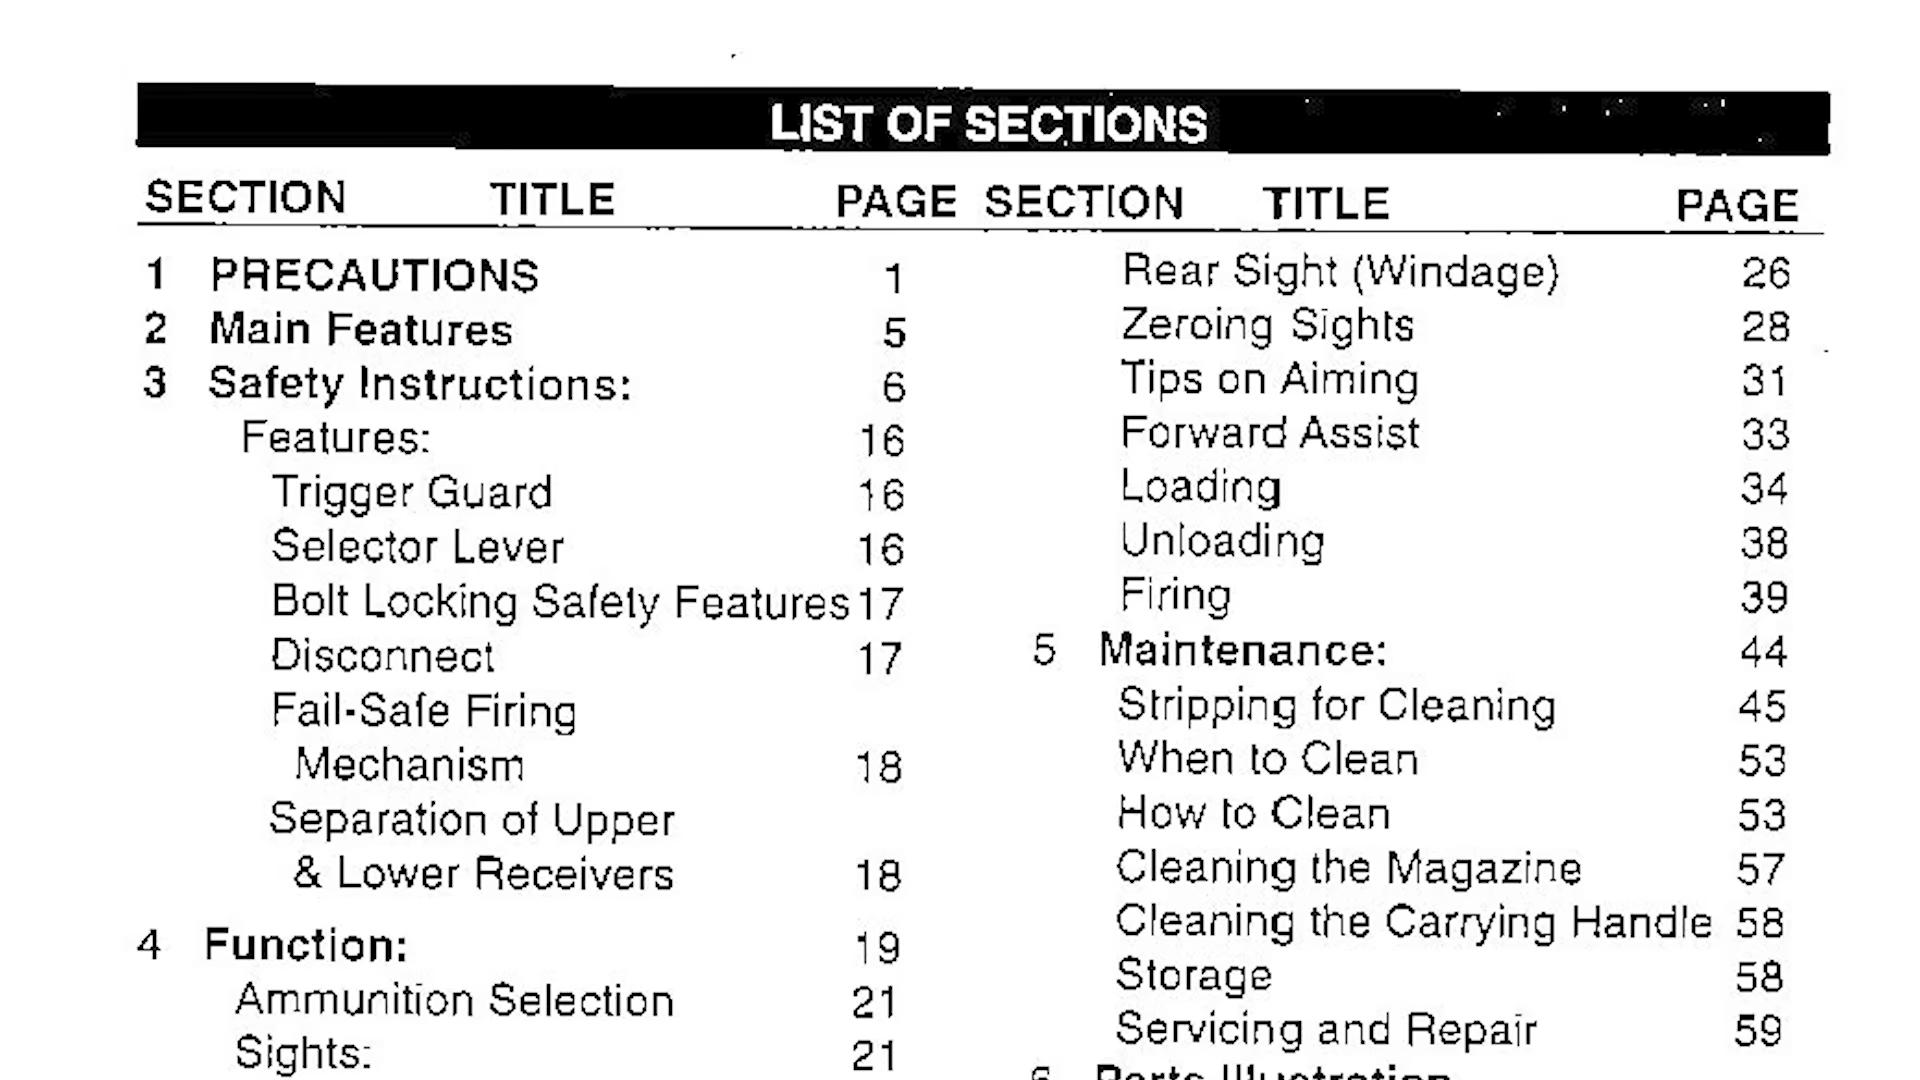 LIST OF SECTIONS
SECTION TITLE PAGE
1 PRECAUTIONS 1
2 Main Features 5
3 Safety Instructions: 6
Features: 16
Trigger Guard 16
Selector Lever 16
Bolt Locking Safety Features 17
Disconnect 17
Fail-Safe Firing
Mechanism 18
Separation of Upper
& Lower Receivers 18
4 Function: 19
Ammunition Selection 21
Sights: 21
SECTION TITLE PAGE
Rear Sight (Windage) 26
Zeroing Sights 28
Tips on Aiming 31
Forward Assist 33
Loading 34
Unloading 38
Firing 39
5 Maintenance: 44
Stripping for Cleaning 45
When to Clean 53
How to Clean 53
Cleaning the Magazine 57
Cleaning the Carrying Handle 58
Storage 58
Servicing and Repair 59
6 Parts Illustration